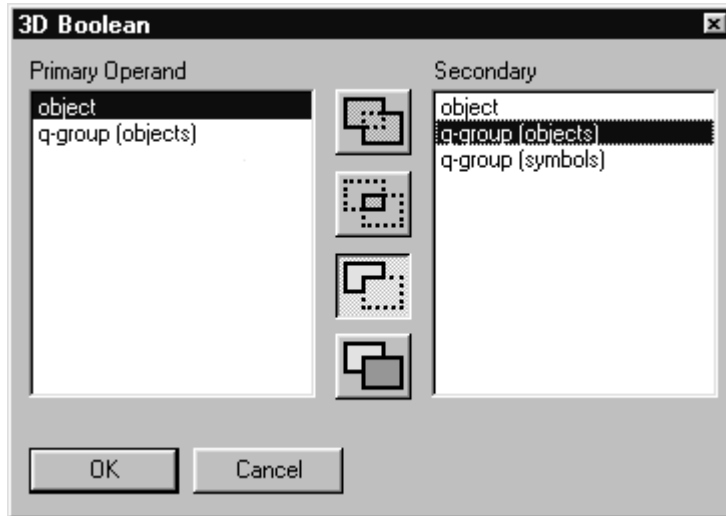 3D Boolean
Primary Operand
Secondary
object
q-group (objects)
object
q-group (objects)
q-group (symbols)
OK
Cancel